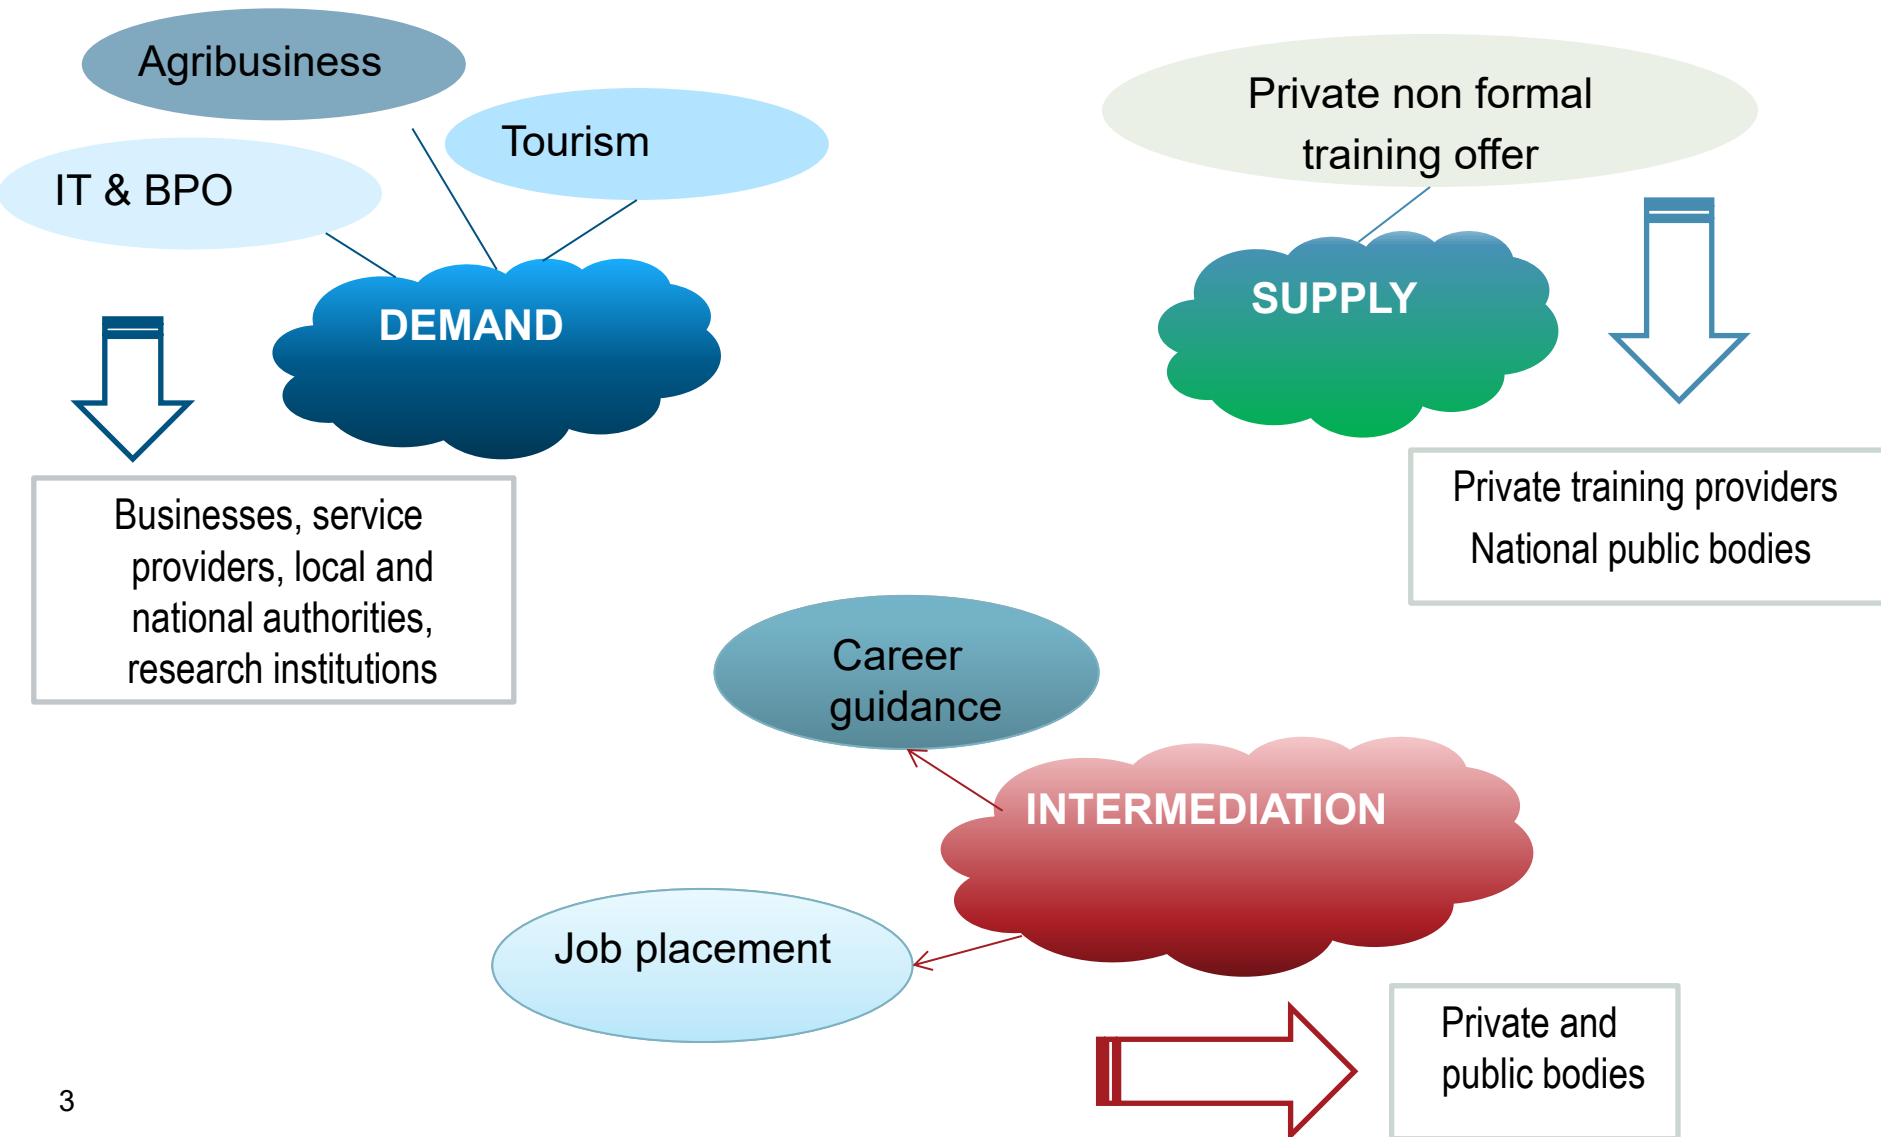 Agribusiness
Tourism
IT & BPO
DEMAND
Businesses, service
providers, local and
national authorities,
research institutions
Private non formal
training offer
SUPPLY
Private training providers
National public bodies
Career
guidance
INTERMEDIATION
Job placement
Private and
public bodies
3